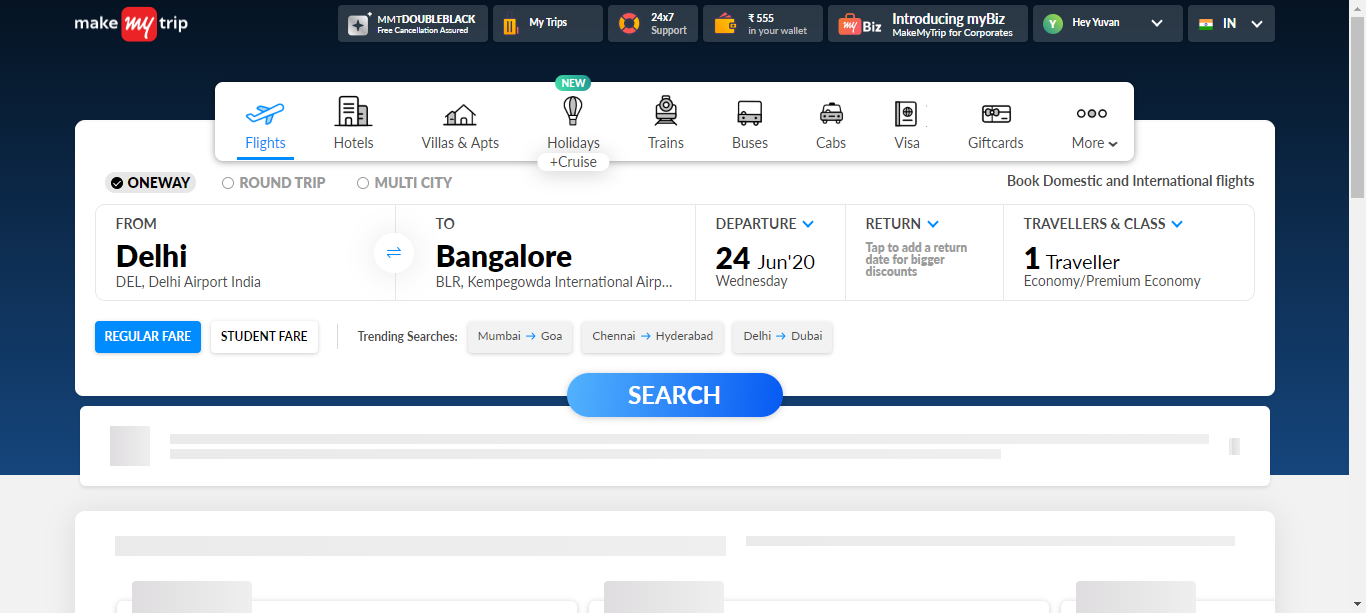 make my trip
MMTDOUBLEBLACK
Free Cancellation Assured
My Trips
24x7
Support
₹ 555
in your wallet
my Biz
Introducing myBiz
MakeMyTrip for Corporates
Y
Hey Yuvan
IN
NEW
Flights
Hotels
Villas & Apts
Holidays
+Cruise
Trains
Buses
Cabs
Visa
Giftcards
More
ONEWAY
ROUND TRIP
MULTI CITY
Book Domestic and International flights
FROM
Delhi
DEL, Delhi Airport India
TO
Bangalore
BLR, Kempegowda International Airp...
DEPARTURE
24 Jun'20
Wednesday
RETURN
Tap to add a return
date for bigger
discounts
TRAVELLERS & CLASS
1 Traveller
Economy/Premium Economy
REGULAR FARE
STUDENT FARE
Trending Searches:
Mumbai → Goa
Chennai → Hyderabad
Delhi → Dubai
SEARCH